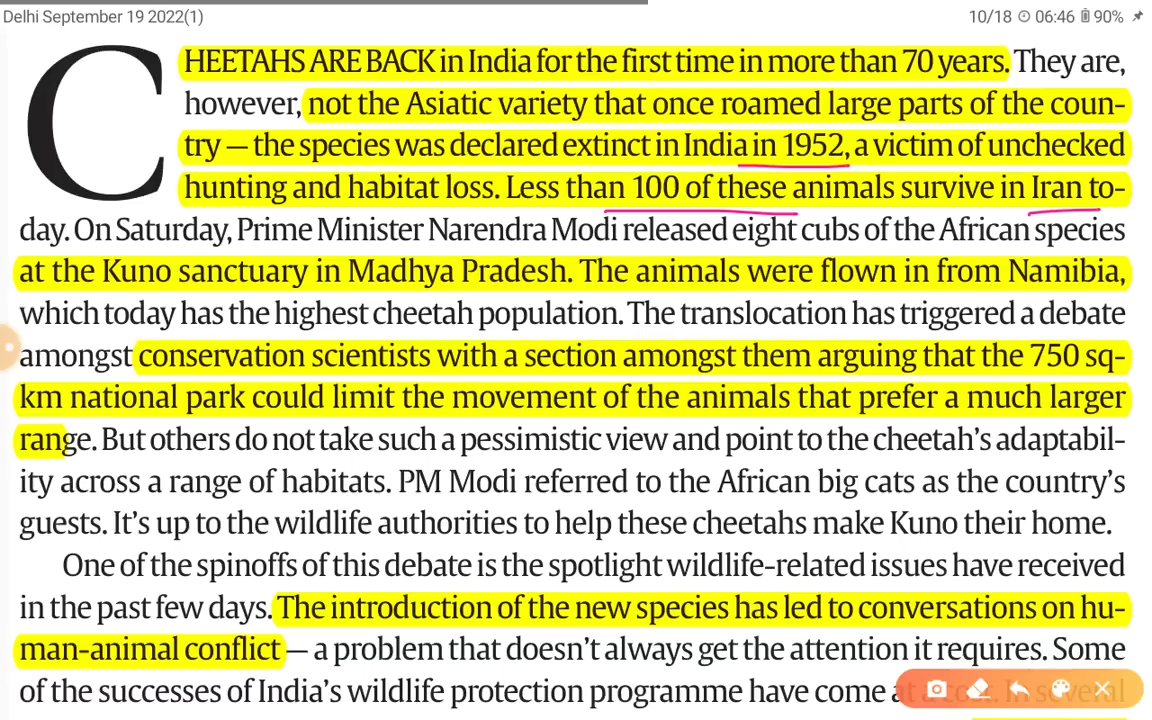 Delhi September 19 2022(1)
10/18 06:46 90%
CHEETAHS ARE BACK in India for the first time in more than 70 years. They are,
however, not the Asiatic variety that once roamed large parts of the coun-
try — the species was declared extinct in India in 1952, a victim of unchecked
hunting and habitat loss. Less than 100 of these animals survive in Iran to-
day. On Saturday, Prime Minister Narendra Modi released eight cubs of the African species
at the Kuno sanctuary in Madhya Pradesh. The animals were flown in from Namibia,
which today has the highest cheetah population. The translocation has triggered a debate
amongst conservation scientists with a section amongst them arguing that the 750 sq-
km national park could limit the movement of the animals that prefer a much larger
range. But others do not take such a pessimistic view and point to the cheetah’s adaptabil-
ity across a range of habitats. PM Modi referred to the African big cats as the country’s
guests. It’s up to the wildlife authorities to help these cheetahs make Kuno their home.
One of the spinoffs of this debate is the spotlight wildlife-related issues have received
in the past few days. The introduction of the new species has led to conversations on hu-
man-animal conflict — a problem that doesn’t always get the attention it requires. Some
of the successes of India’s wildlife protection programme have come at a cost. In several